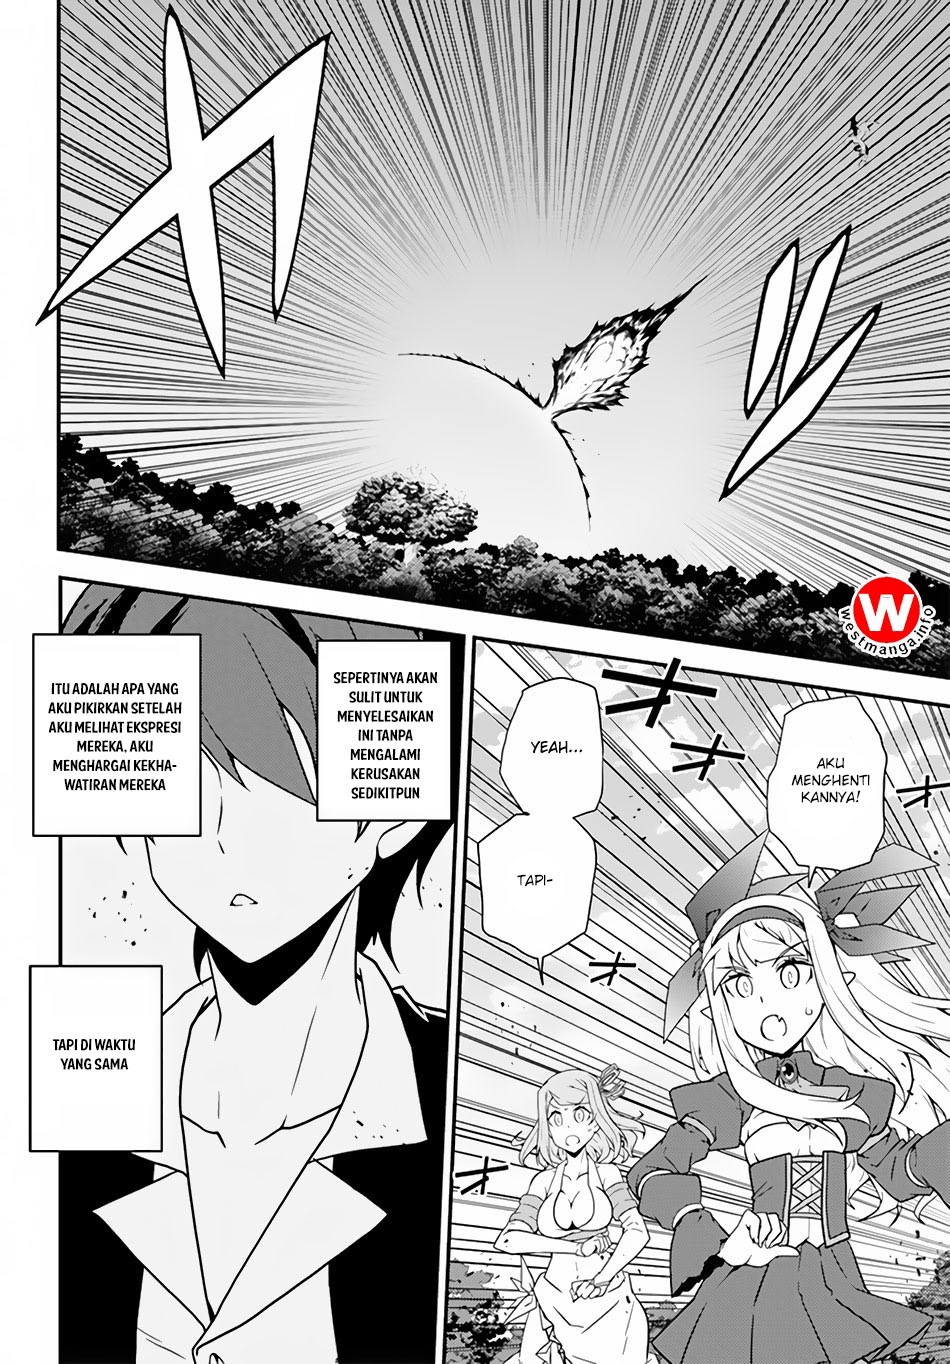 ガッ
westmanga.info
W
AKU
MENGHENTI
KANNYA!
YEAH...
TAPI-
SEPERTINYA AKAN
SULIT UNTUK
MENYELESAIKAN
INI TANPA
MENGALAMI
KERUSAKAN
SEDIKITPUN
ITU ADALAH APA YANG
AKU PIKIRKAN SETELAH
AKU MELIHAT EKSPRESI
MEREKA, AKU
MENGHARGAI KEKHA-
WATIRAN MEREKA
TAPI DI WAKTU
YANG SAMA